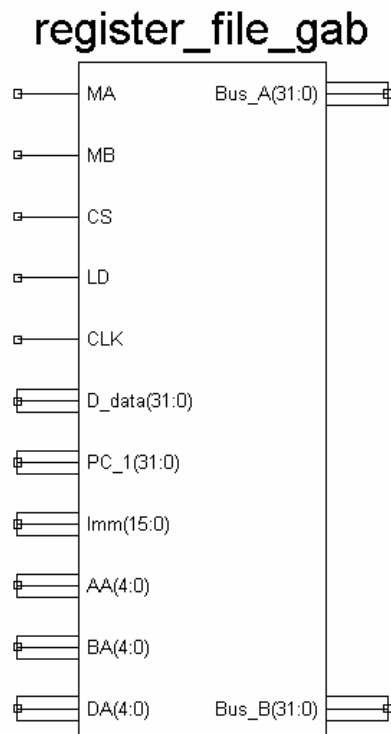 register_file_gab
MA
Bus_A(31:0)
MB
CS
LD
CLK
D_data(31:0)
PC_1(31:0)
Imm(15:0)
AA(4:0)
BA(4:0)
DA(4:0)
Bus_B(31:0)